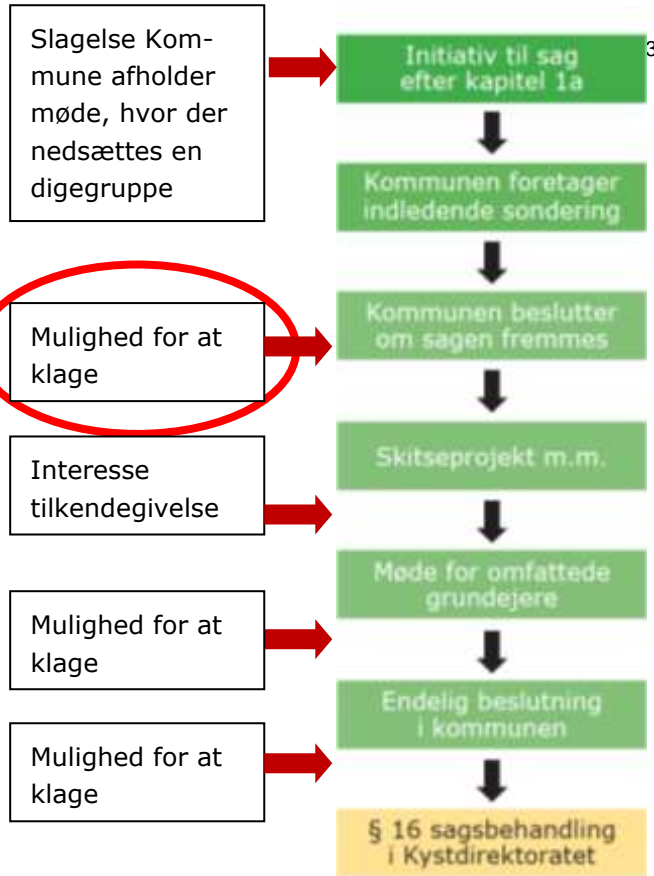 Slagelse Kom-
mune afholder
møde, hvor der
nedsættes en
digegruppe
Initiativ til sag
efter kapitel 1a
3
Kommunen foretager
indledende sondering
Mulighed for at
klage
Kommunen beslutter
om sagen fremmes
Interesse
tilkendegivelse
Skitseprojekt m.m.
Møde for omfattede
grundejere
Mulighed for at
klage
Endelig beslutning
i kommunen
Mulighed for at
klage
§ 16 sagsbehandling
i Kystdirektoratet